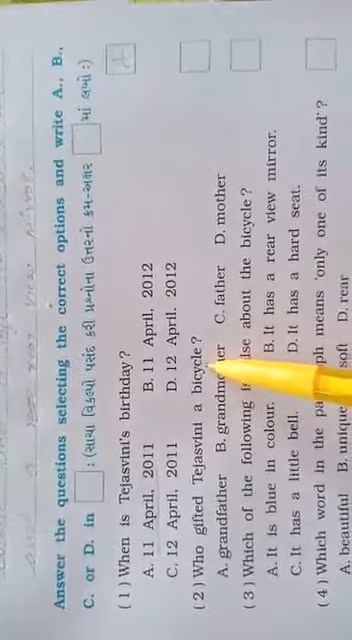 Answer the questions selecting the correct options and write A., B.,
C. or D. in : (સાચા વિકલ્પો પસંદ કરી પ્રશ્નોના ઉત્તરનો ક્રમ-અક્ષર માં લખો :)
(1) When is Tejasvini's birthday?
A. 11 April, 2011 B. 11 April, 2012
C. 12 April, 2011 D. 12 April, 2012
(2) Who gifted Tejasvini a bicycle?
A. grandfather B. grandmother C. father D. mother
(3) Which of the following is false about the bicycle?
A. It is blue in colour. B. It has a rear view mirror.
C. It has a little bell. D. It has a hard seat.
(4) Which word in the pa ph means 'only one of its kind'?
A. beautiful B. unique soft D. rear